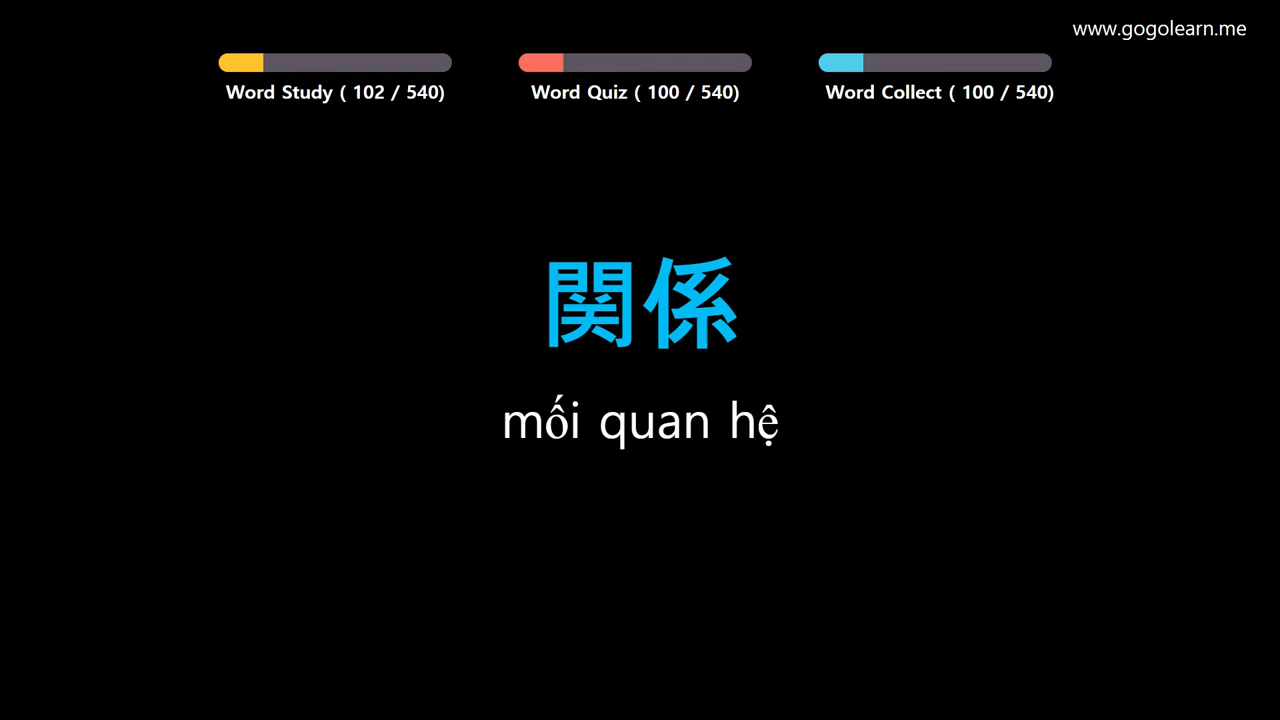 www.gogolearn.me
Word Study ( 102 / 540)
Word Quiz ( 100 / 540)
Word Collect ( 100 / 540)
関係
mối quan hệ